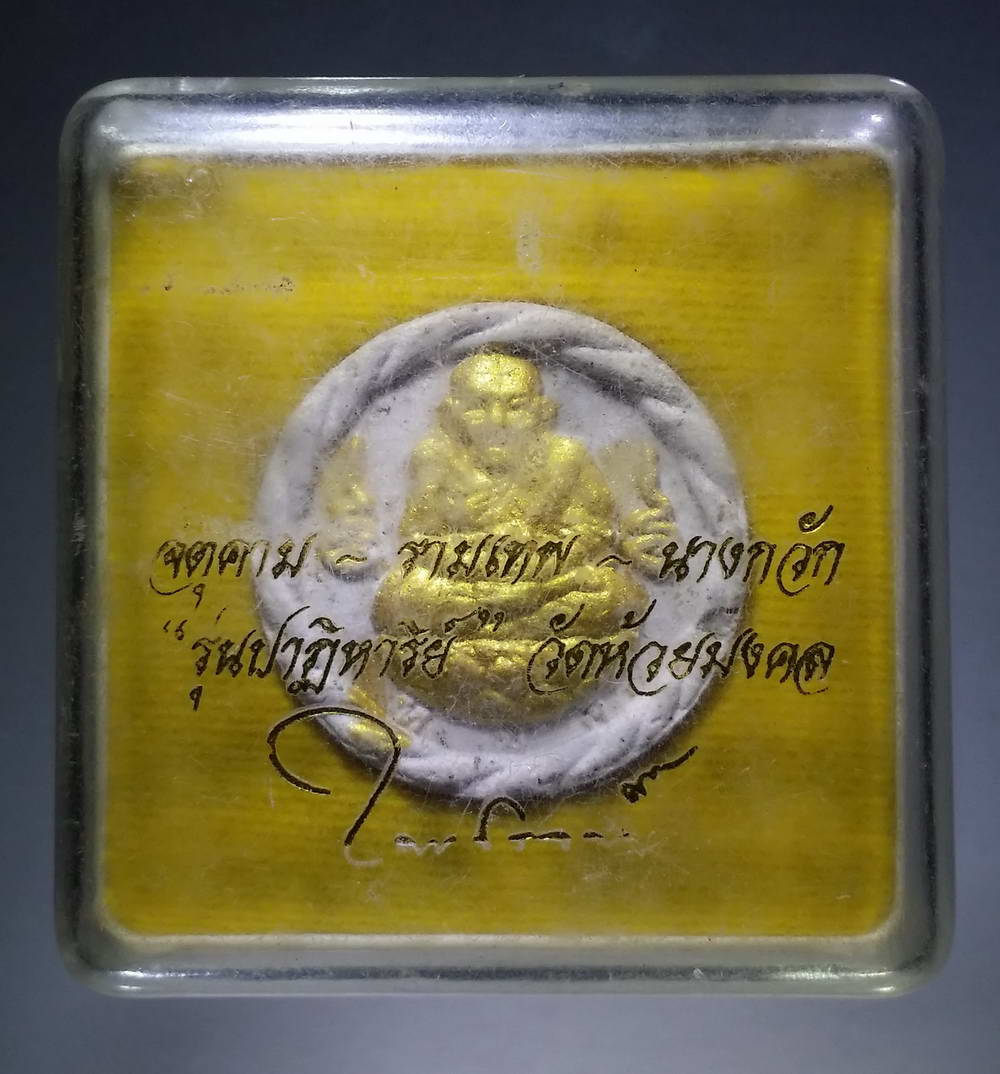 จตุคาม ~ รามเทพ ~ นางกวัก
"รุ่นปาฏิหาริย์" วัดห้วยมงคล